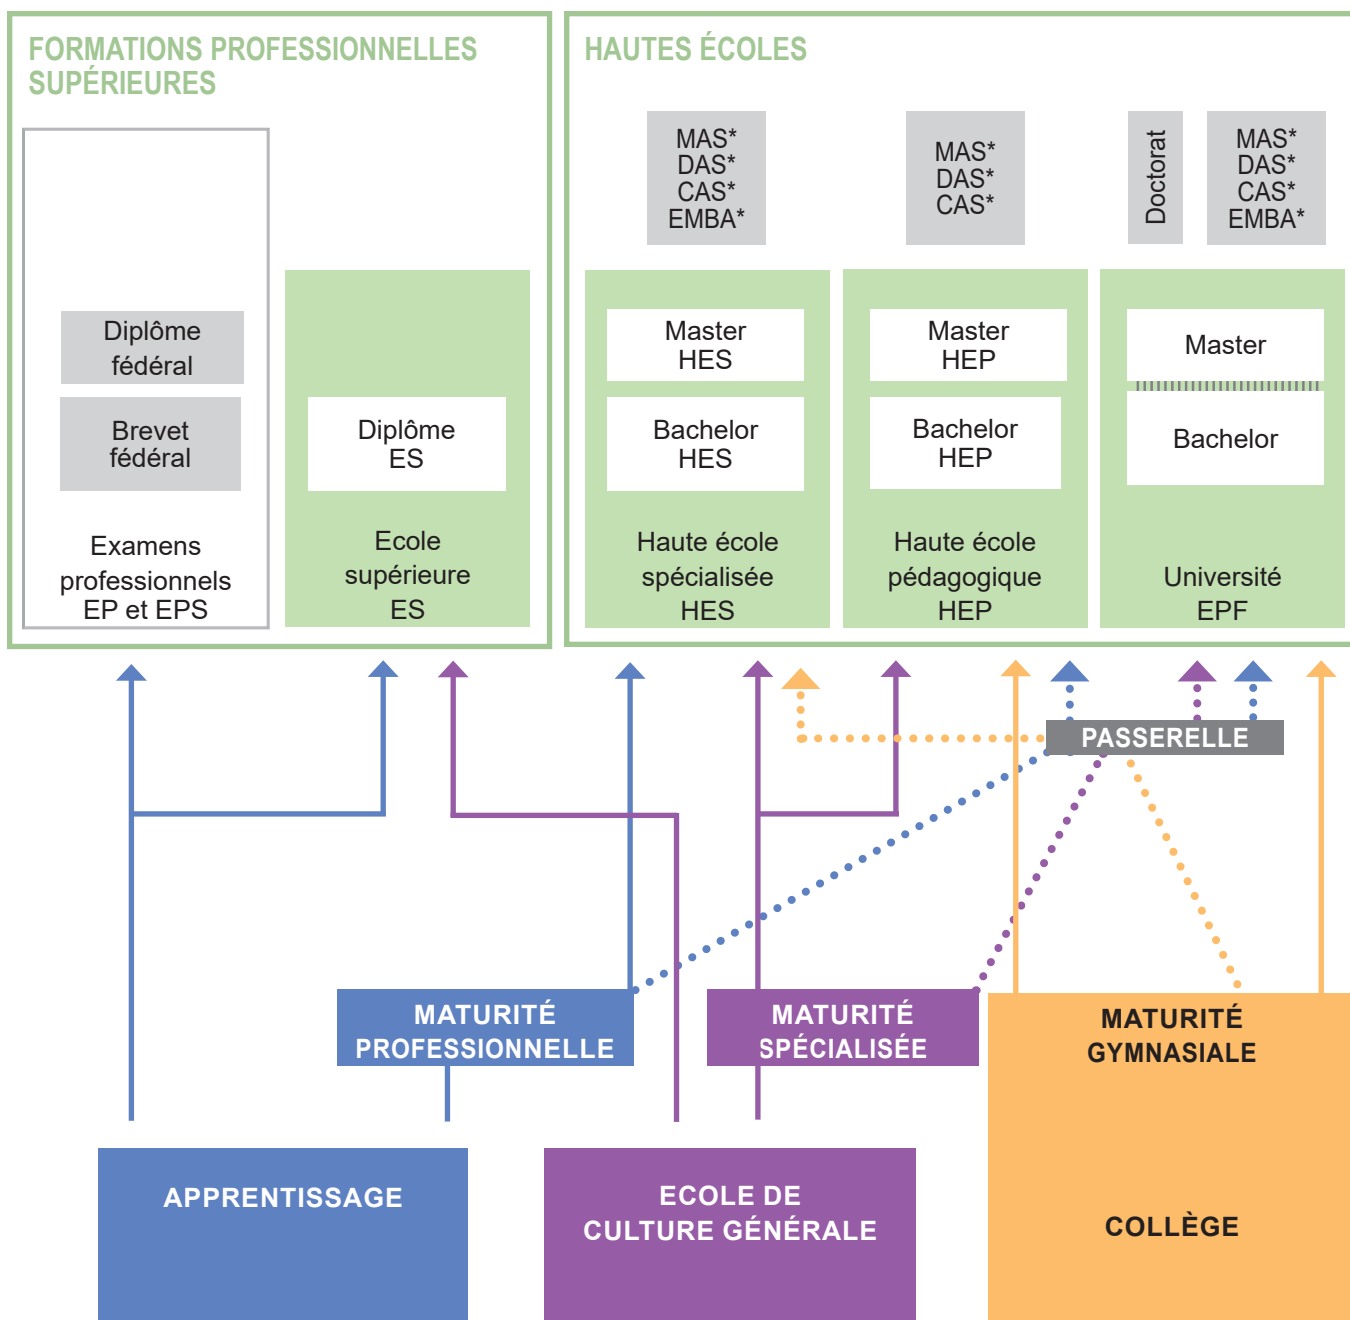 FORMATIONS PROFESSIONNELLES
SUPÉRIEURES
Diplôme
fédéral
Brevet
fédéral
Examens
professionnels
EP et EPS
Diplôme
ES
Ecole
supérieure
ES
HAUTES ÉCOLES
MAS*
DAS*
CAS*
EMBA*
Master
HES
Bachelor
HES
Haute école
spécialisée
HES
MAS*
DAS*
CAS*
Master
HEP
Bachelor
HEP
Haute école
pédagogique
HEP
Doctorat
MAS*
DAS*
CAS*
EMBA*
Master
Bachelor
Université
EPF
PASSERELLE
MATURITÉ
PROFESSIONNELLE
MATURITÉ
SPÉCIALISÉE
MATURITÉ
GYMNASIALE
APPRENTISSAGE
ECOLE DE
CULTURE GÉNÉRALE
COLLÈGE